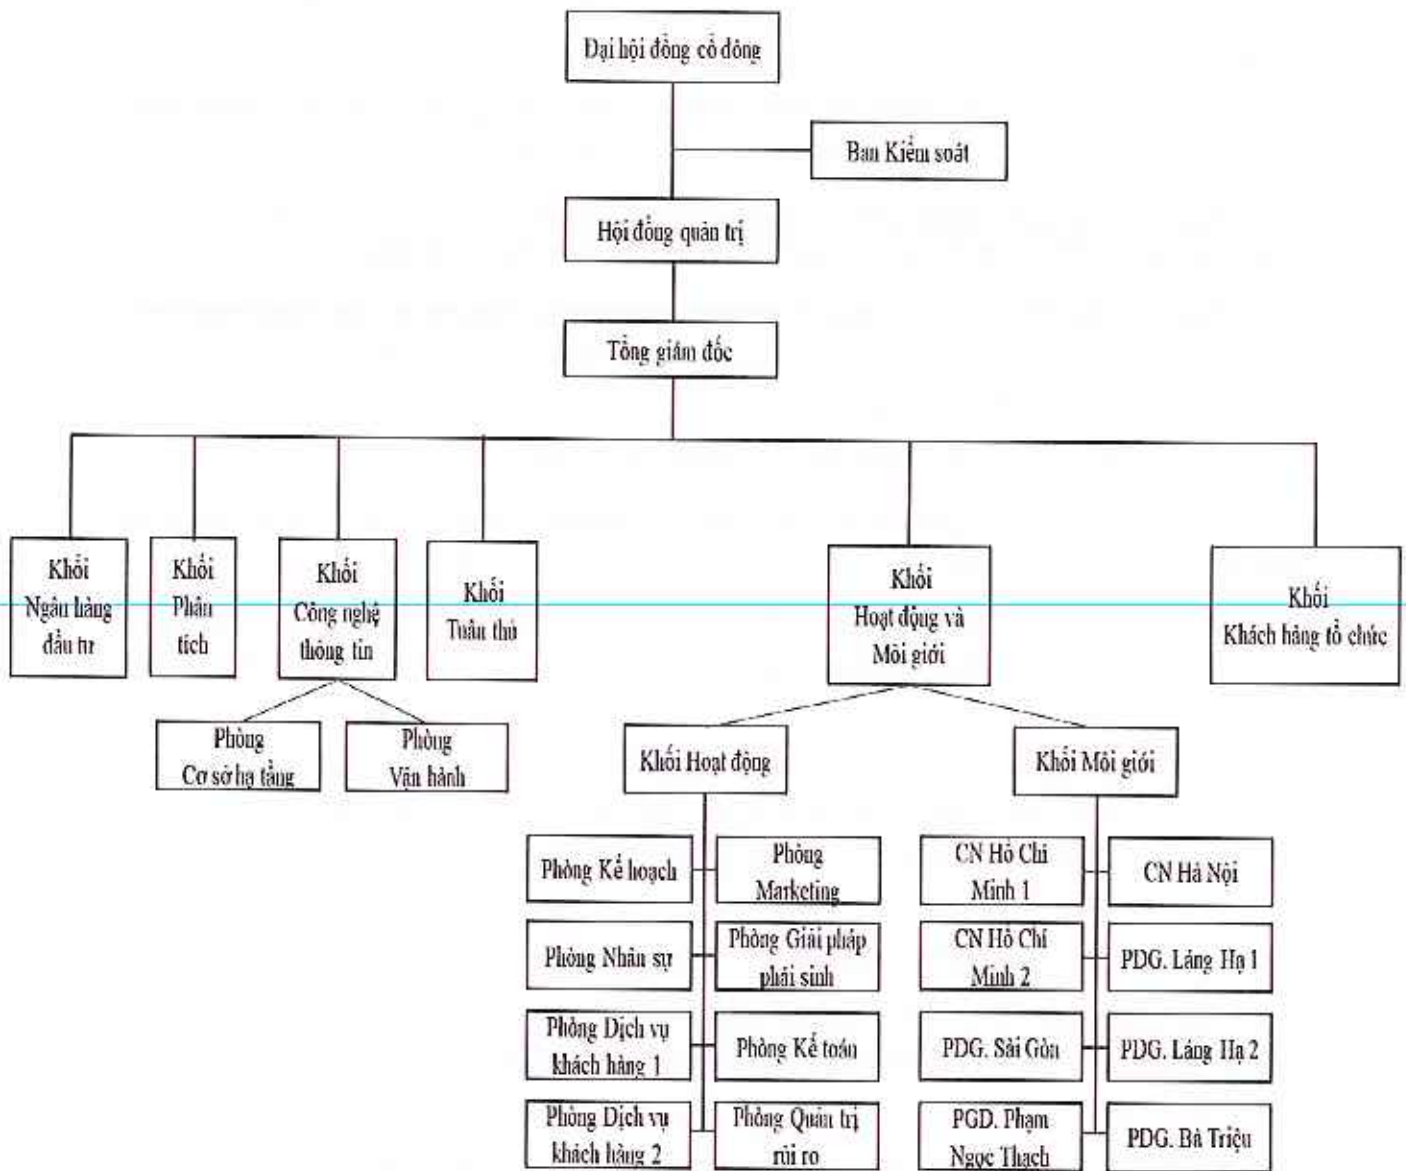 Đại hội đồng cổ đông
Ban Kiểm soát
Hội đồng quản trị
Tổng giám đốc
Khối
Ngân hàng
đầu tư
Khối
Phân
tích
Khối
Công nghệ
thông tin
Khối
Tuân thủ
Khối
Hoạt động và
Môi giới
Khối
Khách hàng tổ chức
Phòng
Cơ sở hạ tầng
Phòng
Vận hành
Khối Hoạt động
Khối Môi giới
Phòng Kế hoạch
Phòng
Marketing
Phòng Nhân sự
Phòng Giải pháp
phái sinh
Phòng Dịch vụ
khách hàng 1
Phòng Kế toán
Phòng Dịch vụ
khách hàng 2
Phòng Quản trị
rủi ro
CN Hồ Chí
Minh 1
CN Hà Nội
CN Hồ Chí
Minh 2
PDG. Láng Hạ 1
PDG. Sài Gòn
PDG. Láng Hạ 2
PGD. Phạm
Ngọc Thạch
PDG. Bà Triệu